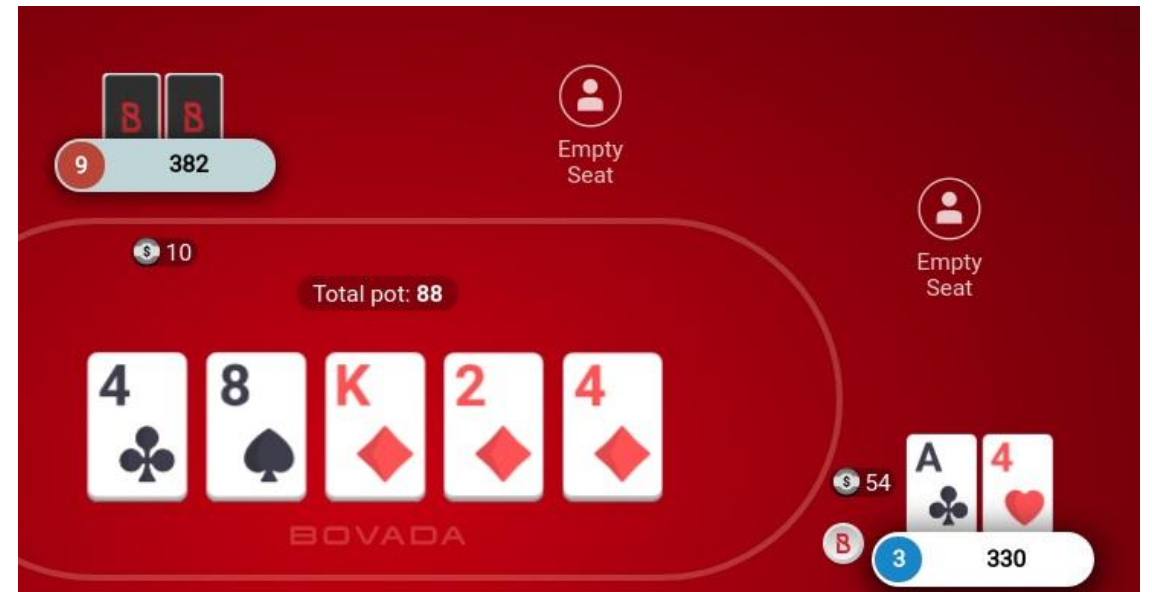 B B
9 382
Empty
Seat
Empty
Seat
$ 10
Total pot: 88
4 8 K 2 4
A 4
$ 54
BOVADA
B
3 330